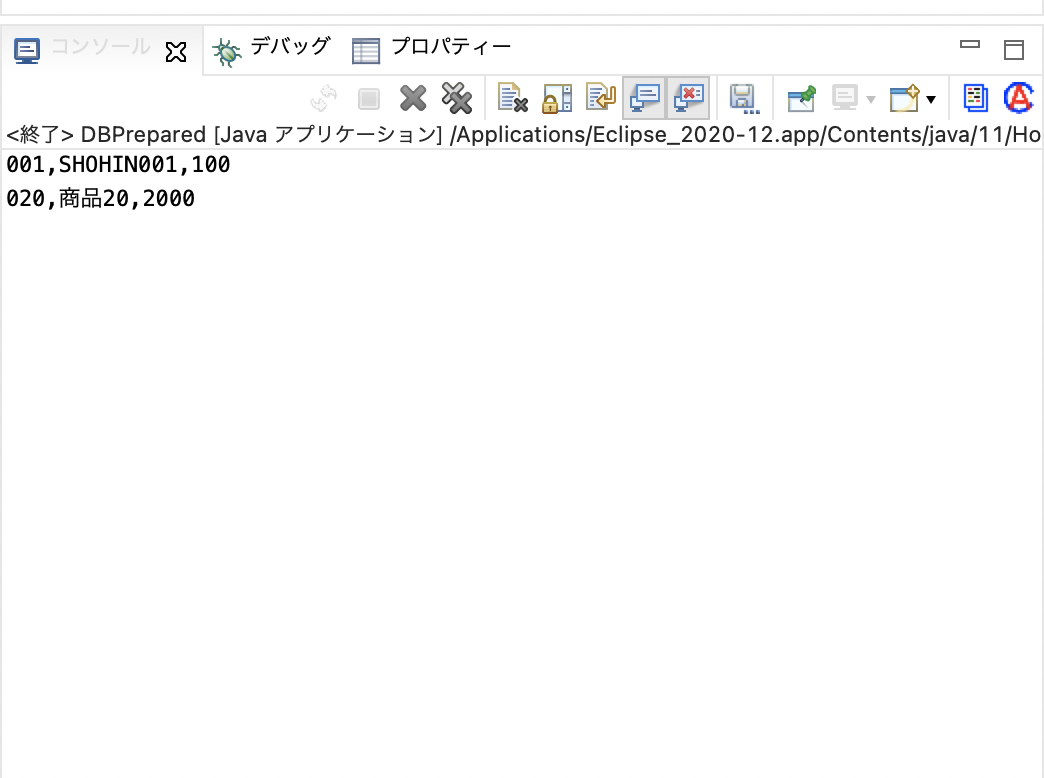 コンソール デバッグ プロパティー
<終了> DBPrepared [Java アプリケーション] /Applications/Eclipse_2020-12.app/Contents/java/11/Ho
001,SHOHIN001,100
020,商品20,2000